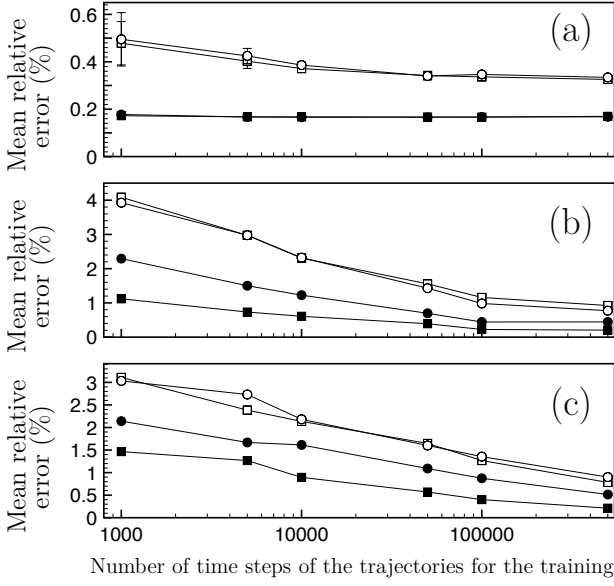 0.6
(a)
0.4
0.2
0
Mean relative
error (%)
4
(b)
3
2
1
0
Mean relative
error (%)
3
(c)
2.5
2
1.5
1
0.5
0
Mean relative
error (%)
1000 10000 100000
Number of time steps of the trajectories for the training